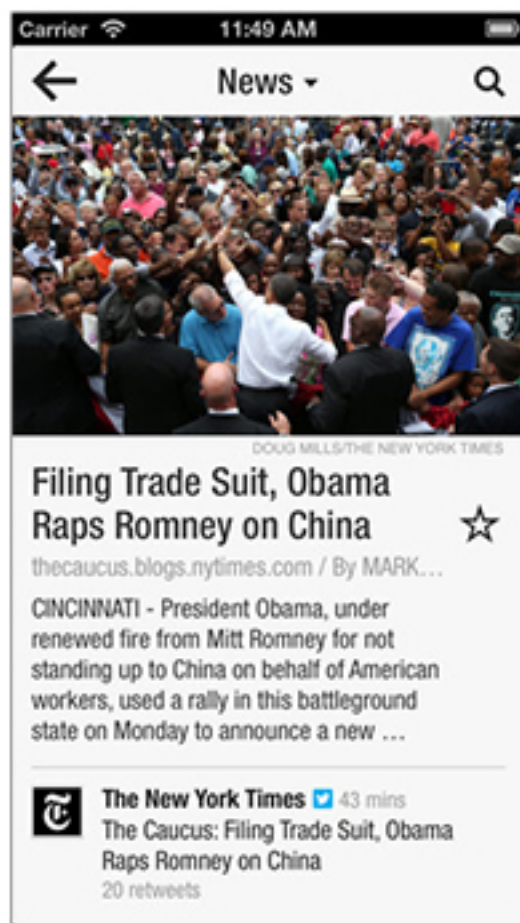 Carrier 11:49 AM
News
DOUG MILLS/THE NEW YORK TIMES
Filing Trade Suit, Obama
Raps Romney on China
thecaucus.blogs.nytimes.com / By MARK...
CINCINNATI - President Obama, under
renewed fire from Mitt Romney for not
standing up to China on behalf of American
workers, used a rally in this battleground
state on Monday to announce a new ...
The New York Times 43 mins
The Caucus: Filing Trade Suit, Obama
Raps Romney on China
20 retweets